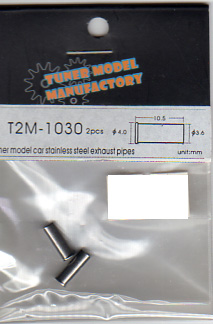 TUNER MODEL
MANUFACTORY
T2M-1030 2pcs
10.5
ϕ4.0
ϕ3.6
ner model car stainless steel exhaust pipes
unit:mm